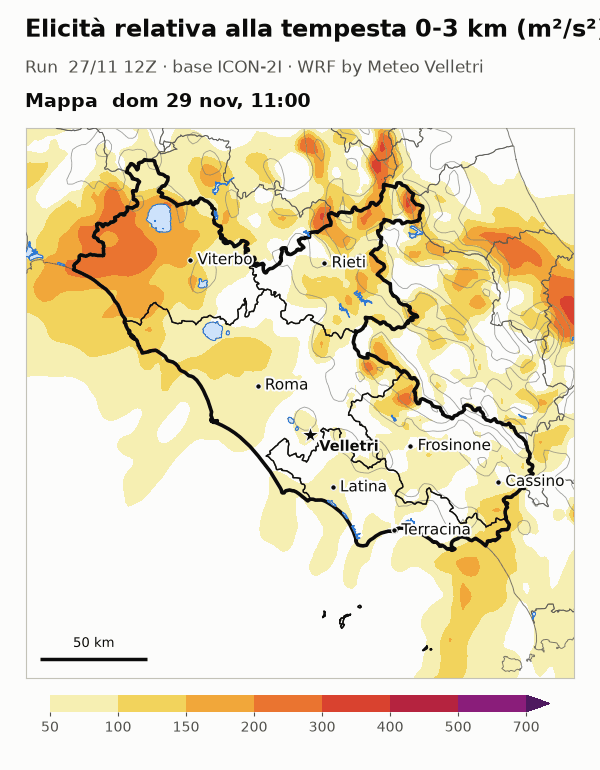 Elicità relativa alla tempesta 0-3 km (m²/s²)
Run 27/11 12Z · base ICON-2I · WRF by Meteo Velletri
Mappa dom 29 nov, 11:00
Viterbo
Rieti
Roma
Velletri
Frosinone
Cassino
Latina
Terracina
50 km
50 100 150 200 300 400 500 700